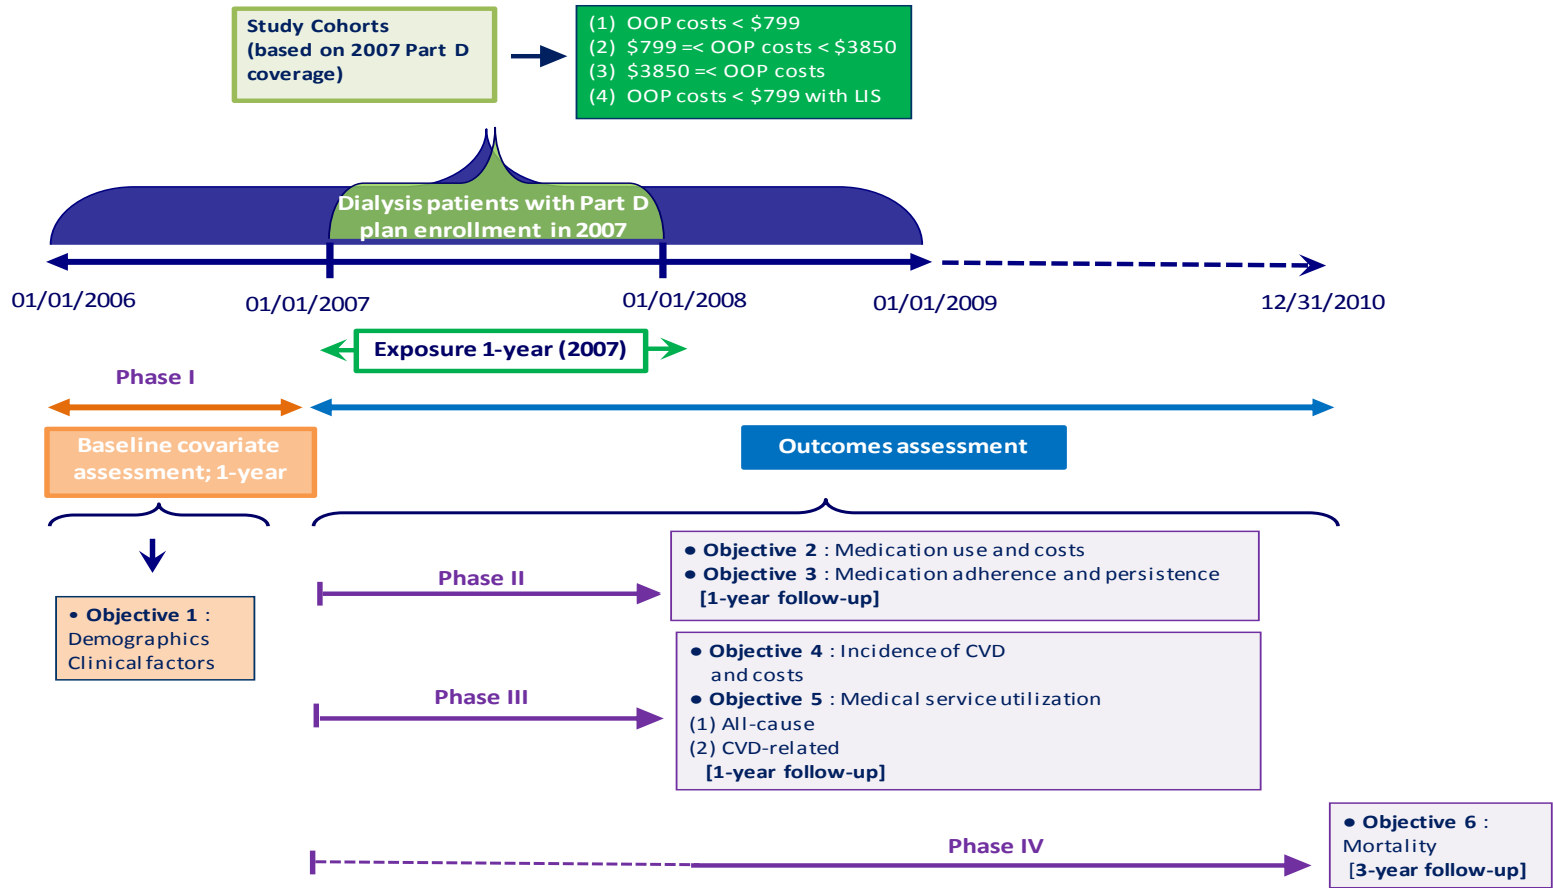 Study Cohorts
(based on 2007 Part D
coverage)
(1) OOP costs < $799
(2) $799 =< OOP costs < $3850
(3) $3850 =< OOP costs
(4) OOP costs < $799 with LIS
Dialysis patients with Part D
plan enrollment in 2007
01/01/2006
01/01/2007
01/01/2008
01/01/2009
12/31/2010
Exposure 1-year (2007)
Phase I
Baseline covariate
assessment; 1-year
Outcomes assessment
• Objective 1 :
Demographics
Clinical factors
Phase II
● Objective 2 : Medication use and costs
● Objective 3 : Medication adherence and persistence
[1-year follow-up]
Phase III
● Objective 4 : Incidence of CVD
and costs
● Objective 5 : Medical service utilization
(1) All-cause
(2) CVD-related
[1-year follow-up]
Phase IV
● Objective 6 :
Mortality
[3-year follow-up]